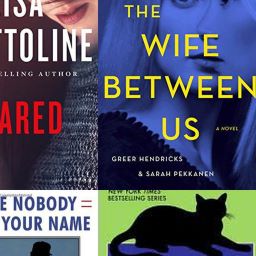 ISA
TTOLINE
ELLING AUTHOR
ARED
THE
WIFE
BETWEEN
US
A NOVEL
GREER HENDRICKS
& SARAH PEKKANEN
E NOBODY =
YOUR NAME
NEW YORK TIMES
BESTSELLING SERIES